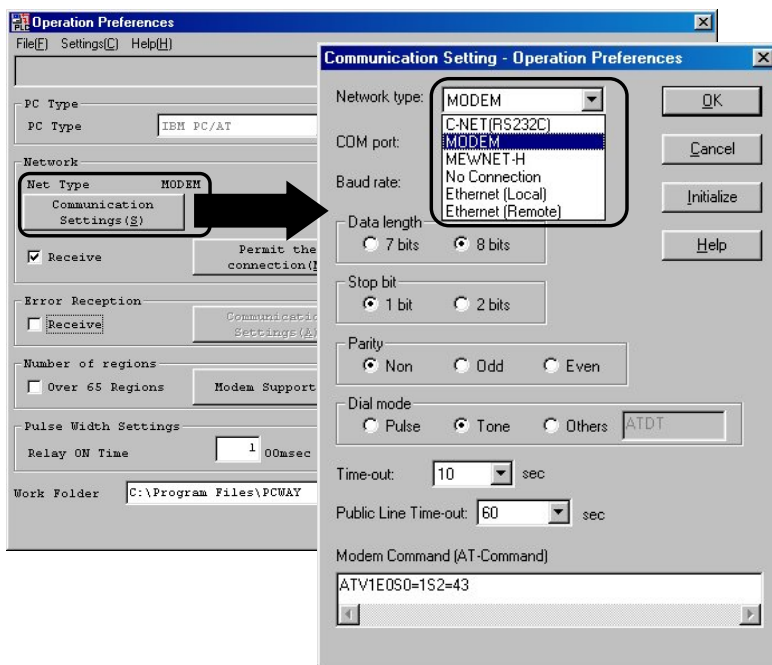 Operation Preferences
File(F) Settings(C) Help(H)
PC Type
PC Type IBM PC/AT
Network
Net Type MODEM
Communication
Settings(S)
Receive
Permit the
connection(
Error Reception
Receive
Communicatio
Settings(A)
Number of regions
Over 65 Regions
Modem Support
Pulse Width Settings
Relay ON Time 1 00msec
Work Folder C:\Program Files\PCWAY
Communication Setting - Operation Preferences
Network type: MODEM
C-NET(RS232C)
MODEM
MEWNET-H
No Connection
Ethernet (Local)
Ethernet (Remote)
COM port:
Baud rate:
OK
Cancel
Initialize
Help
Data length
7 bits 8 bits
Stop bit
1 bit 2 bits
Parity
Non Odd Even
Dial mode
Pulse Tone Others ATDT
Time-out: 10 sec
Public Line Time-out: 60 sec
Modem Command (AT-Command)
ATV1E0S0=1S2=43